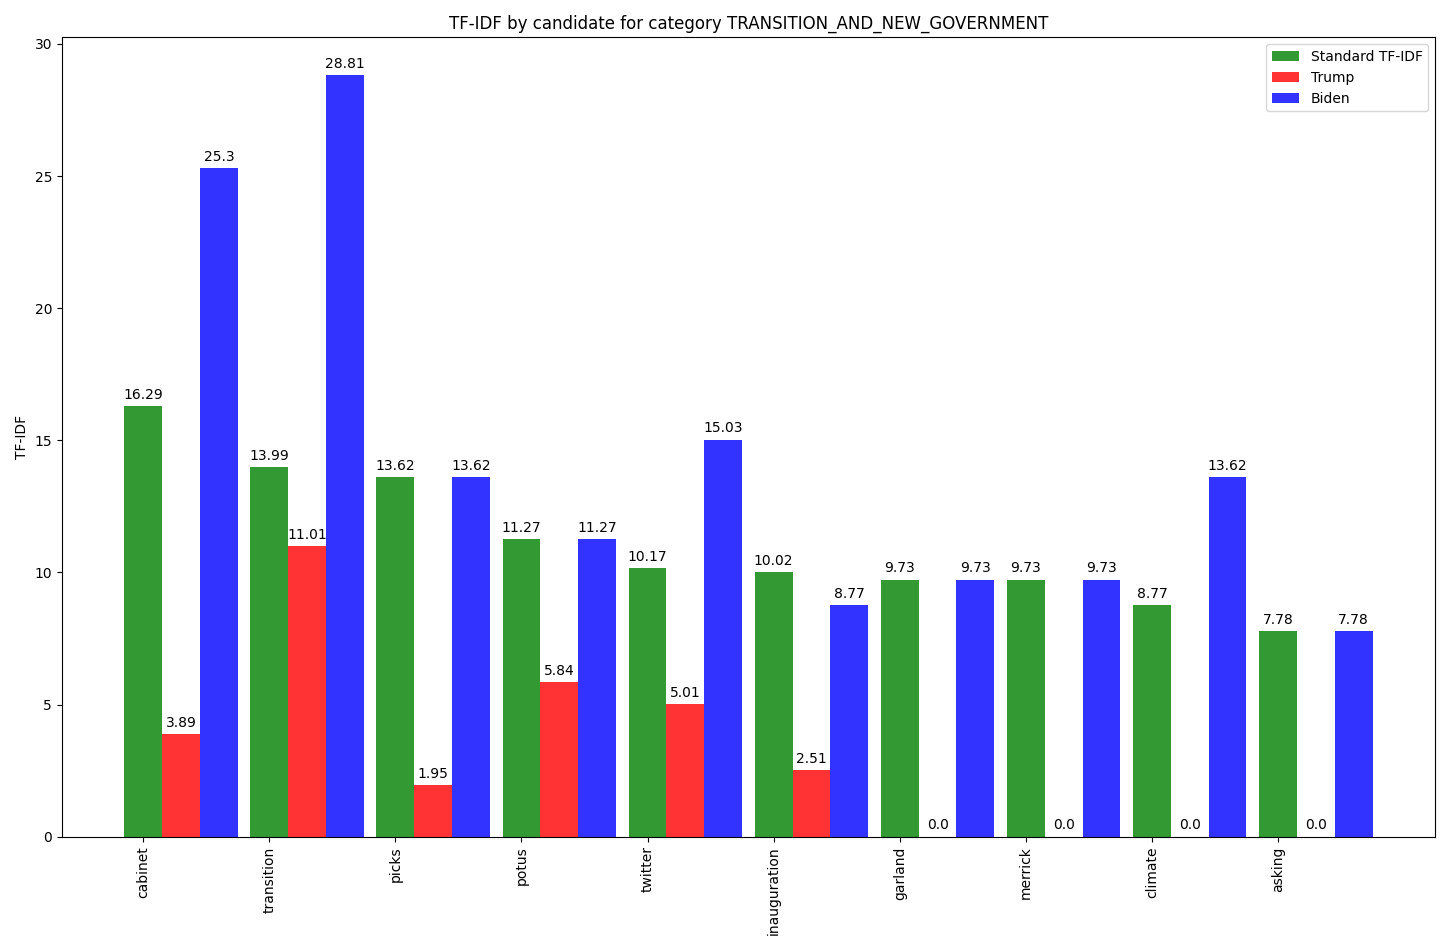 TF-IDF by candidate for category TRANSITION_AND_NEW_GOVERNMENT
Standard TF-IDF
Trump
Biden
TF-IDF
30
25
20
15
10
5
0
16.29
3.89
25.3
13.99
11.01
28.81
13.62
1.95
13.62
11.27
5.84
11.27
10.17
5.01
15.03
10.02
2.51
8.77
9.73
0.0
9.73
9.73
0.0
9.73
8.77
0.0
13.62
7.78
0.0
7.78
cabinet
transition
picks
potus
twitter
inauguration
garland
merrick
climate
asking